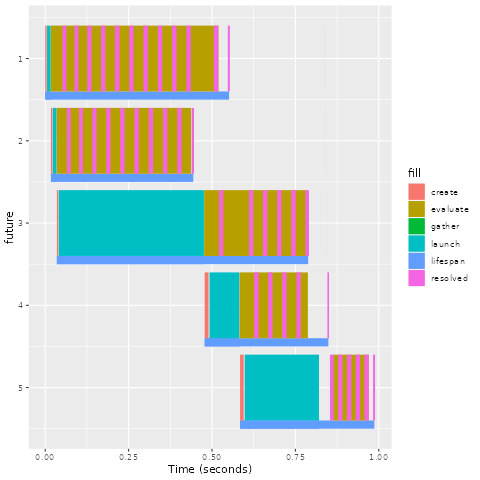 future
1
2
3
4
5
0.00 0.25 0.50 0.75 1.00
Time (seconds)
fill
create
evaluate
gather
launch
lifespan
resolved